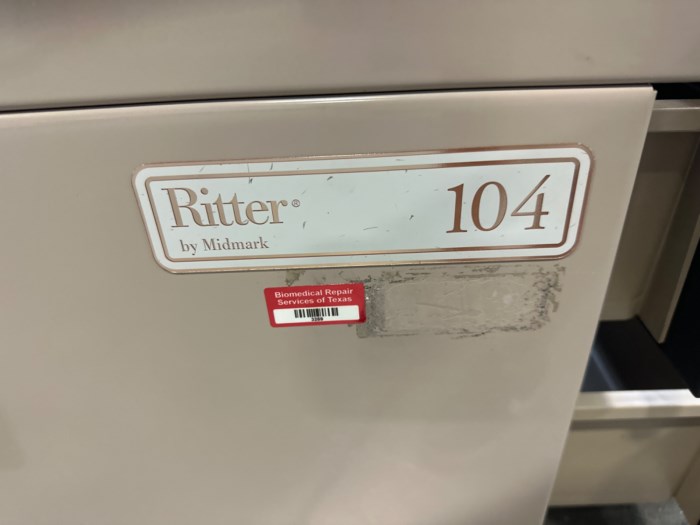 Ritter® 104
by Midmark
Biomedical Repair
Services of Texas